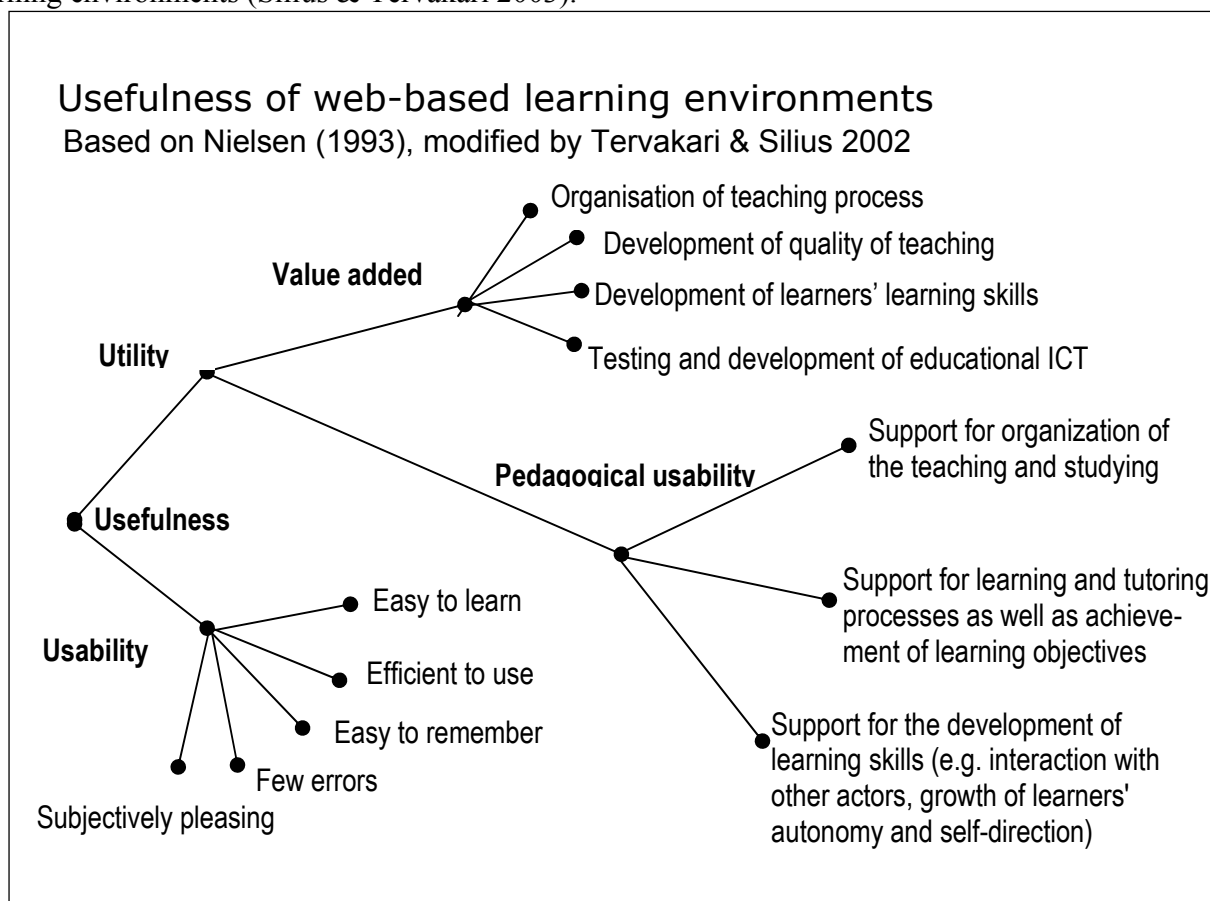 (Silius & Tervakari 2003).
Usefulness of web-based learning environments
Based on Nielsen (1993), modified by Tervakari & Silius 2002
Organisation of teaching process
Development of quality of teaching
Value added
Development of learners' learning skills
Utility
Testing and development of educational ICT
Support for organization of
the teaching and studying
Pedagogical usability
Usefulness
Support for learning and tutoring
processes as well as achieve-
ment of learning objectives
Easy to learn
Usability
Efficient to use
Easy to remember
Few errors
Subjectively pleasing
Support for the development of
learning skills (e.g. interaction with
other actors, growth of learners'
autonomy and self-direction)